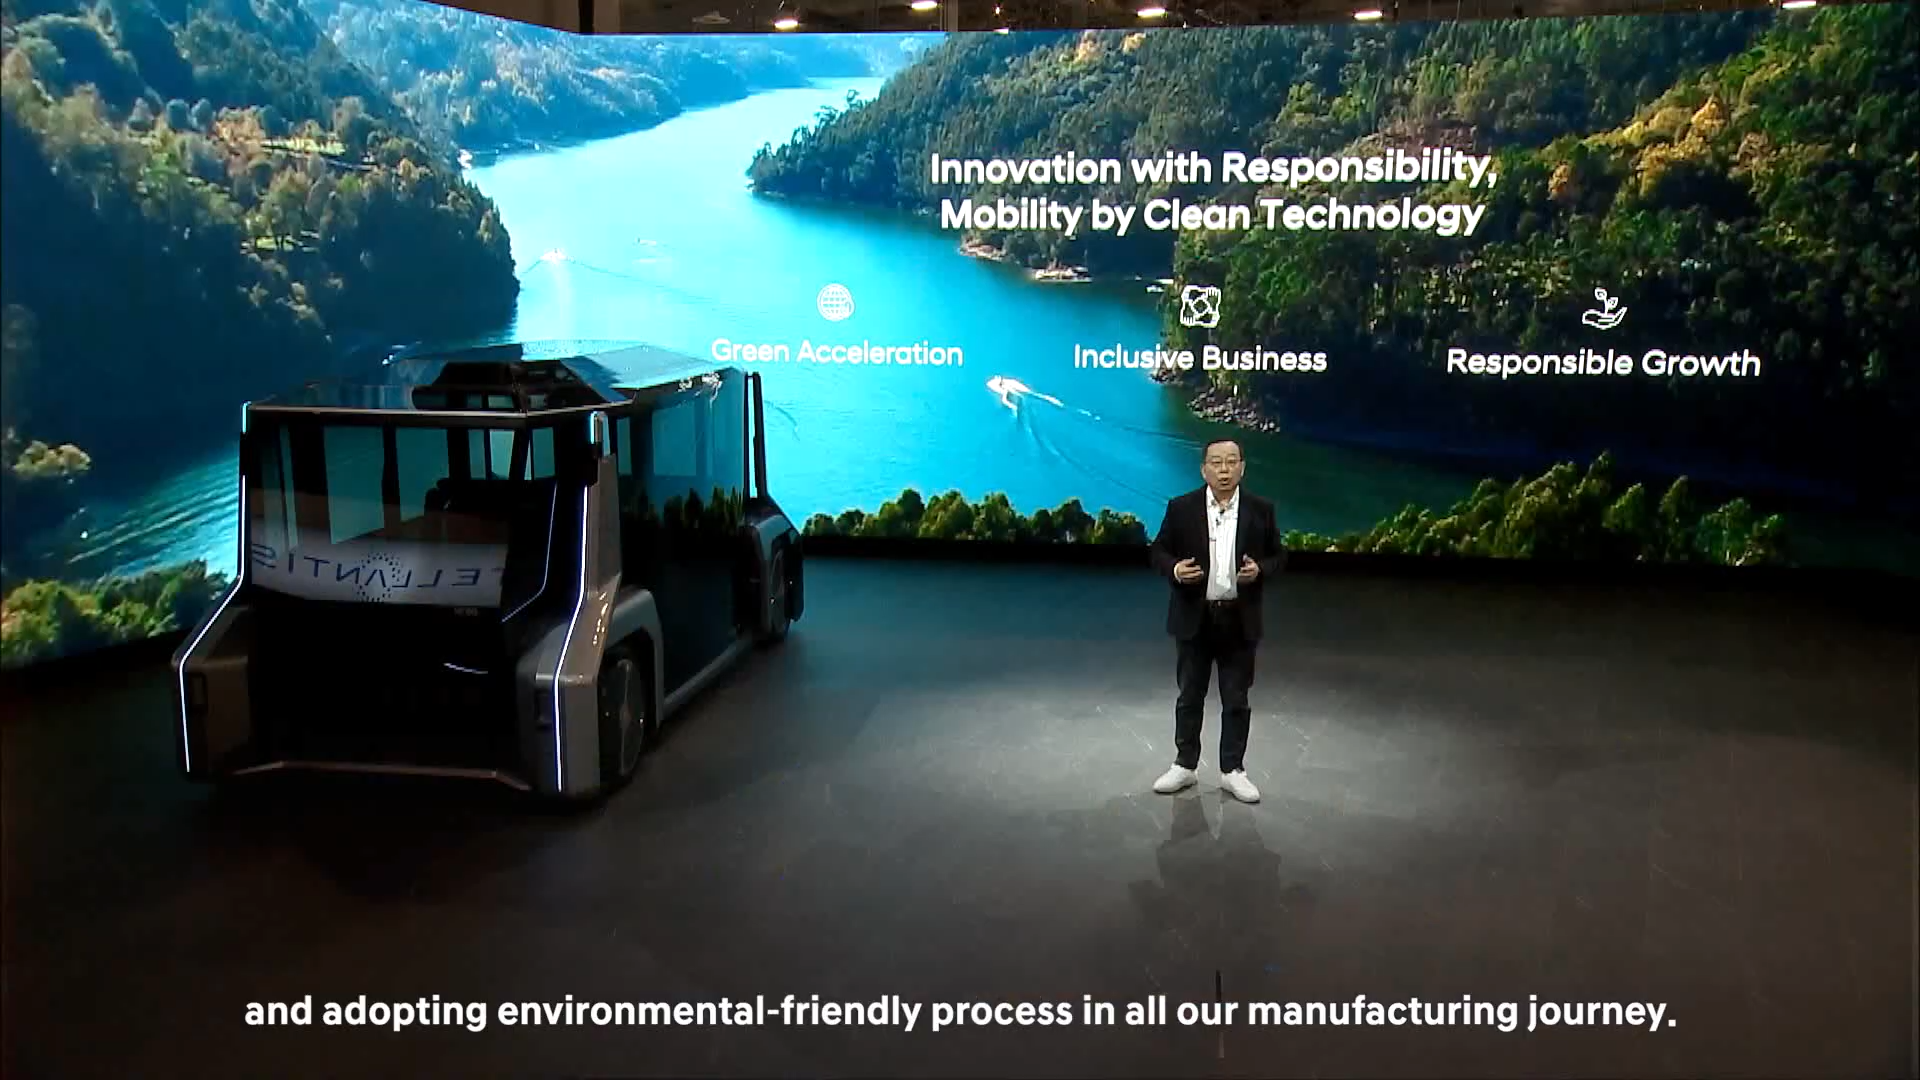 Innovation with Responsibility,
Mobility by Clean Technology
Green Acceleration
Inclusive Business
Responsible Growth
STELLANTIS
and adopting environmental-friendly process in all our manufacturing journey.